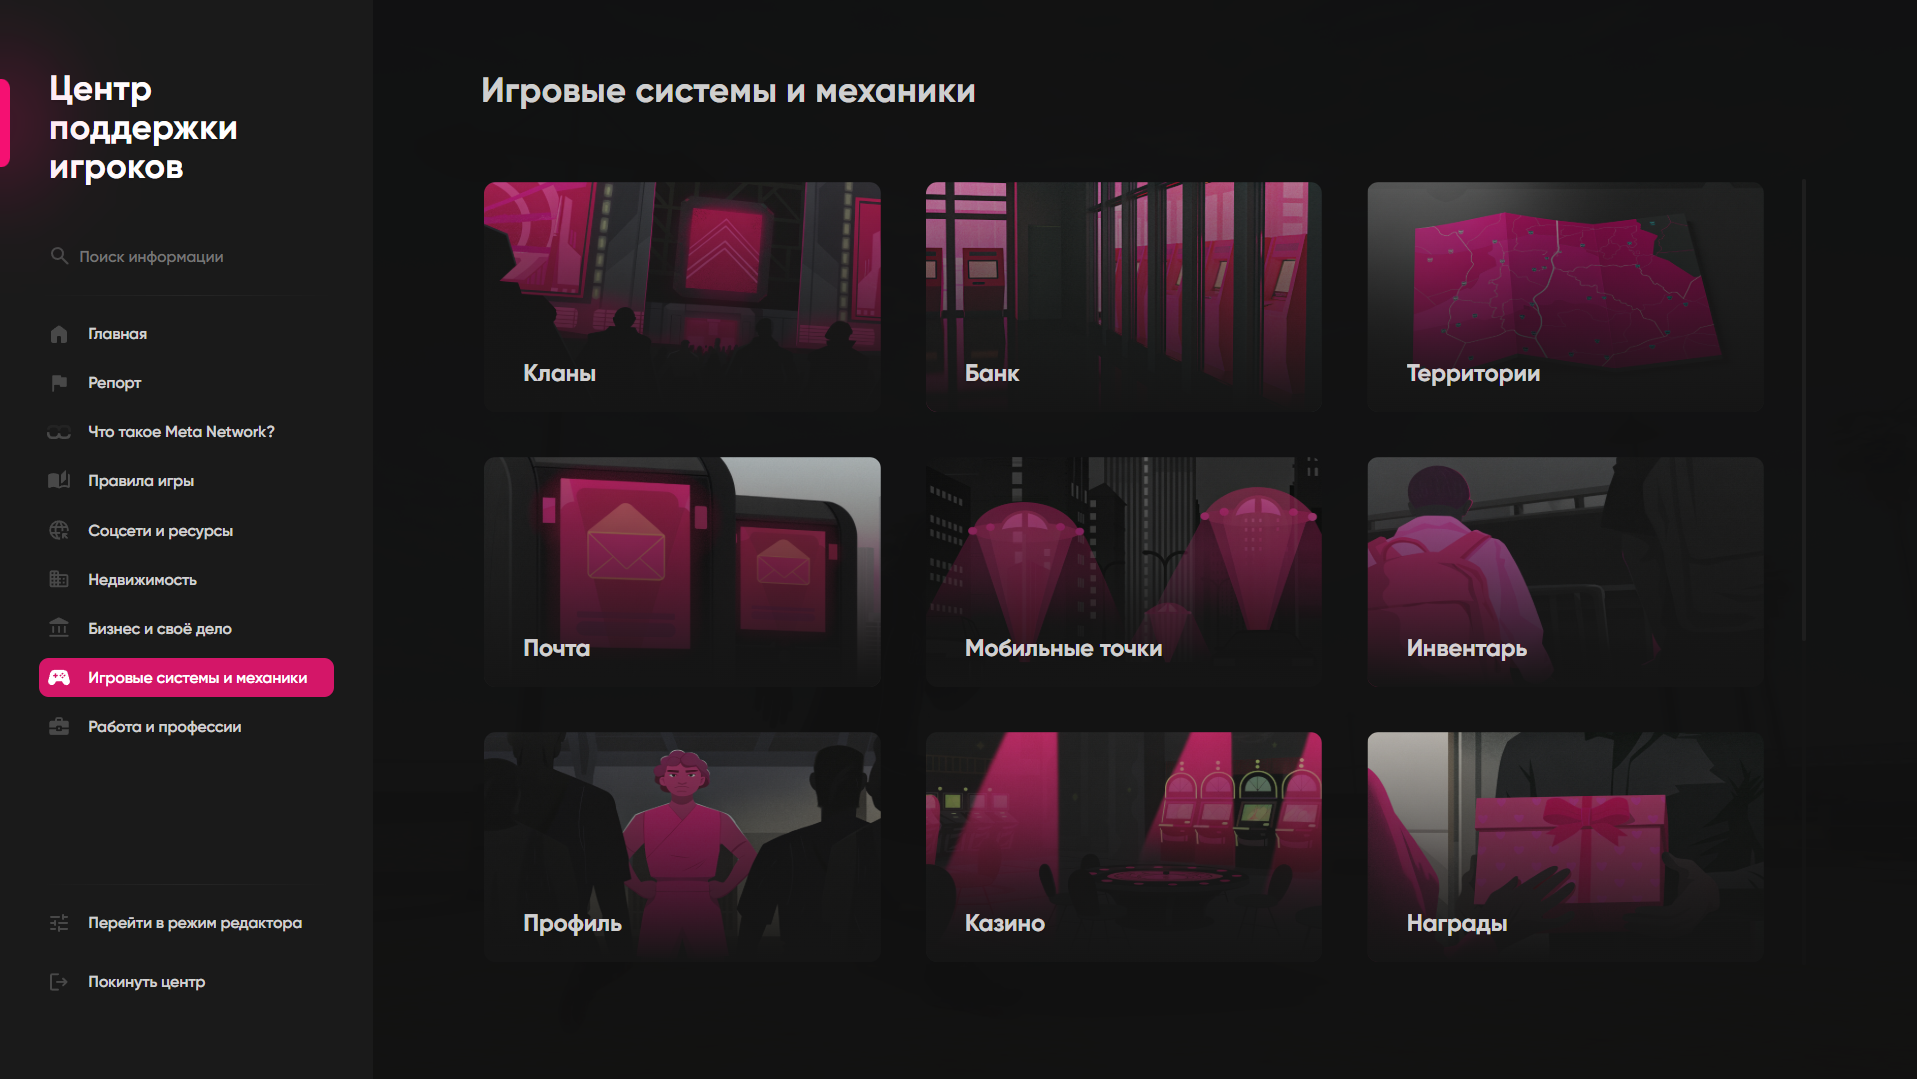 Центр
поддержки
игроков
Поиск информации
Главная
Репорт
Что такое Meta Network?
Правила игры
Соцсети и ресурсы
Недвижимость
Бизнес и своё дело
Игровые системы и механики
Работа и профессии
Перейти в режим редактора
Покинуть центр
Игровые системы и механики
Кланы
Банк
Территории
Почта
Мобильные точки
Инвентарь
Профиль
Казино
Награды